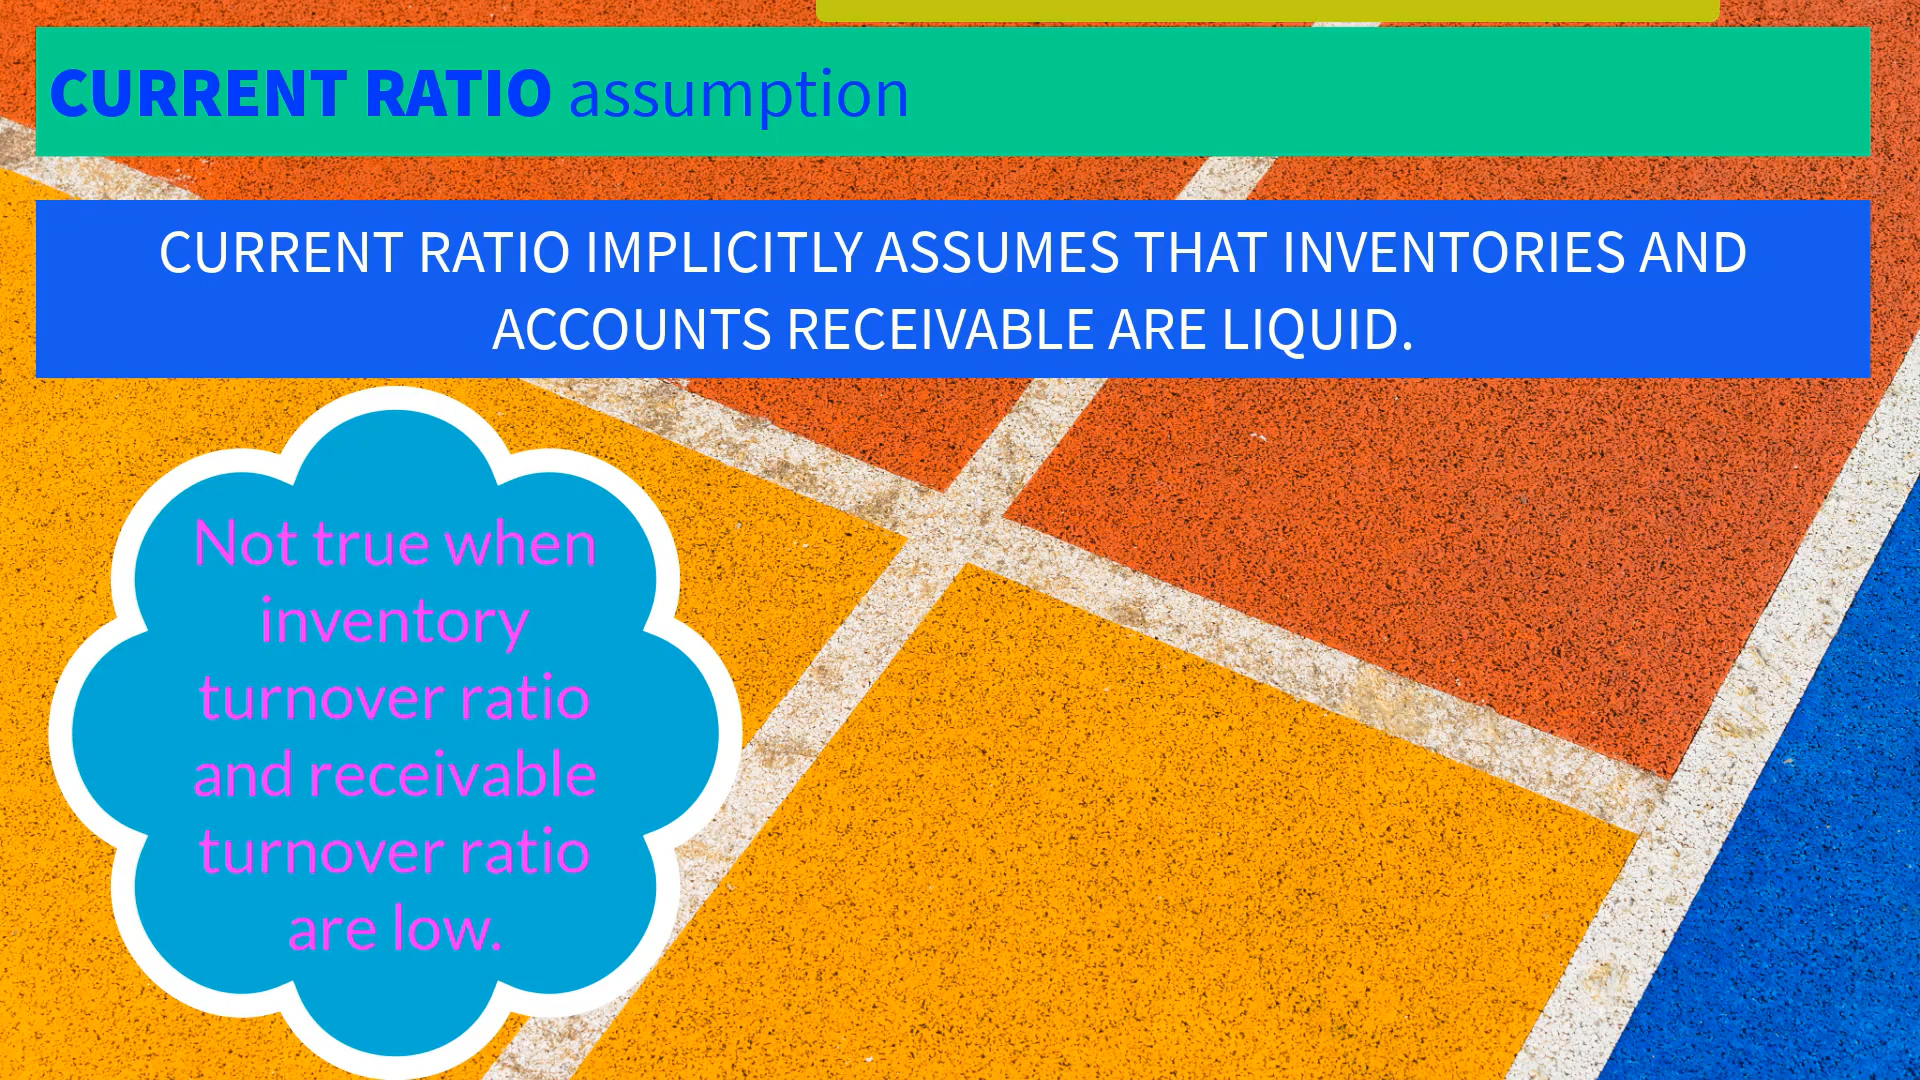 CURRENT RATIO assumption
CURRENT RATIO IMPLICITLY ASSUMES THAT INVENTORIES AND
ACCOUNTS RECEIVABLE ARE LIQUID.
Not true when
inventory
turnover ratio
and receivable
turnover ratio
are low.